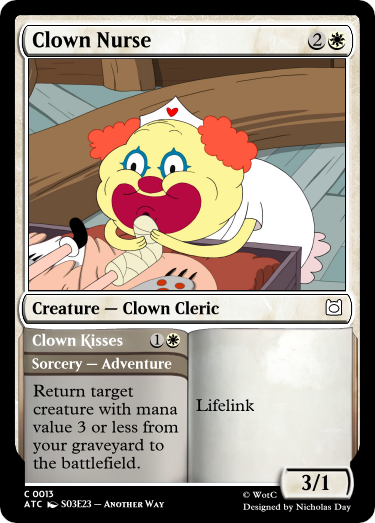 Clown Nurse 2
Creature — Clown Cleric
Clown Kisses 1
Sorcery — Adventure
Return target
creature with mana
value 3 or less from
your graveyard to
the battlefield.
Lifelink
3/1
C 0013
ATC S03E23 — Another Way
© WotC
Designed by Nicholas Day